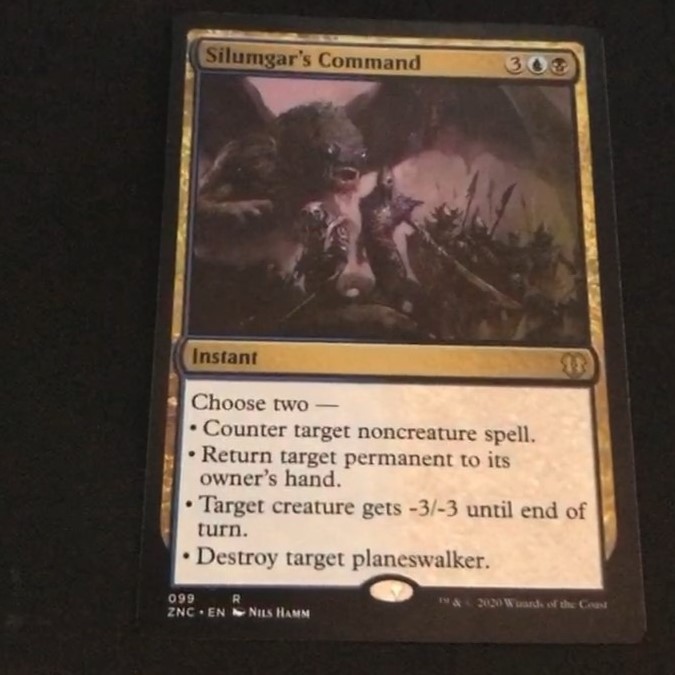 Silumgar's Command 3
Instant
Choose two —
• Counter target noncreature spell.
• Return target permanent to its
owner's hand.
• Target creature gets -3/-3 until end of
turn.
• Destroy target planeswalker.
099 R
ZNC • EN Nils Hamm
™ & © 2020 Wizards of the Coast